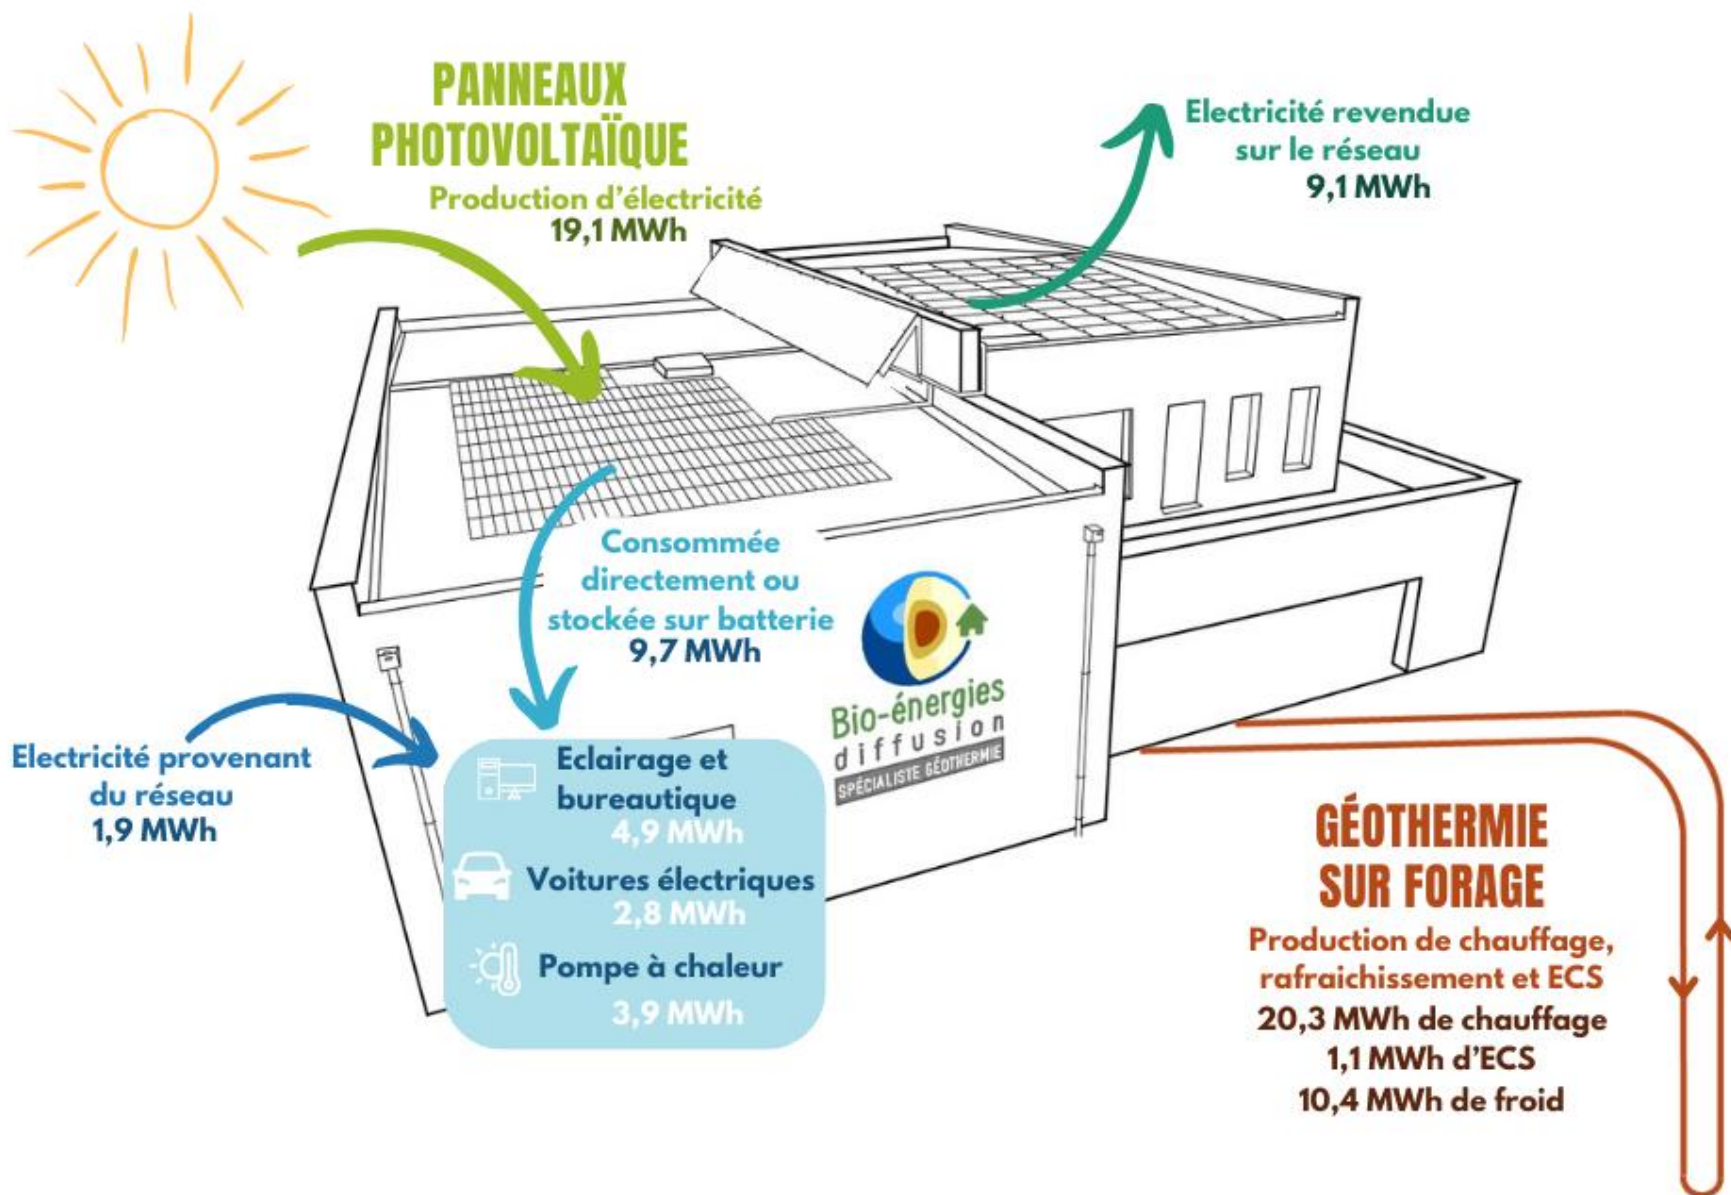 PANNEAUX
PHOTOVOLTAÏQUE
Production d'électricité
19,1 MWh
Electricité revendue
sur le réseau
9,1 MWh
Consommée
directement ou
stockée sur batterie
9,7 MWh
Bio-énergies
diffusion
SPÉCIALISTE GÉOTHERMIE
Electricité provenant
du réseau
1,9 MWh
Eclairage et
bureautique
4,9 MWh
Voitures électriques
2,8 MWh
Pompe à chaleur
3,9 MWh
GÉOTHERMIE
SUR FORAGE
Production de chauffage,
rafraichissement et ECS
20,3 MWh de chauffage
1,1 MWh d'ECS
10,4 MWh de froid